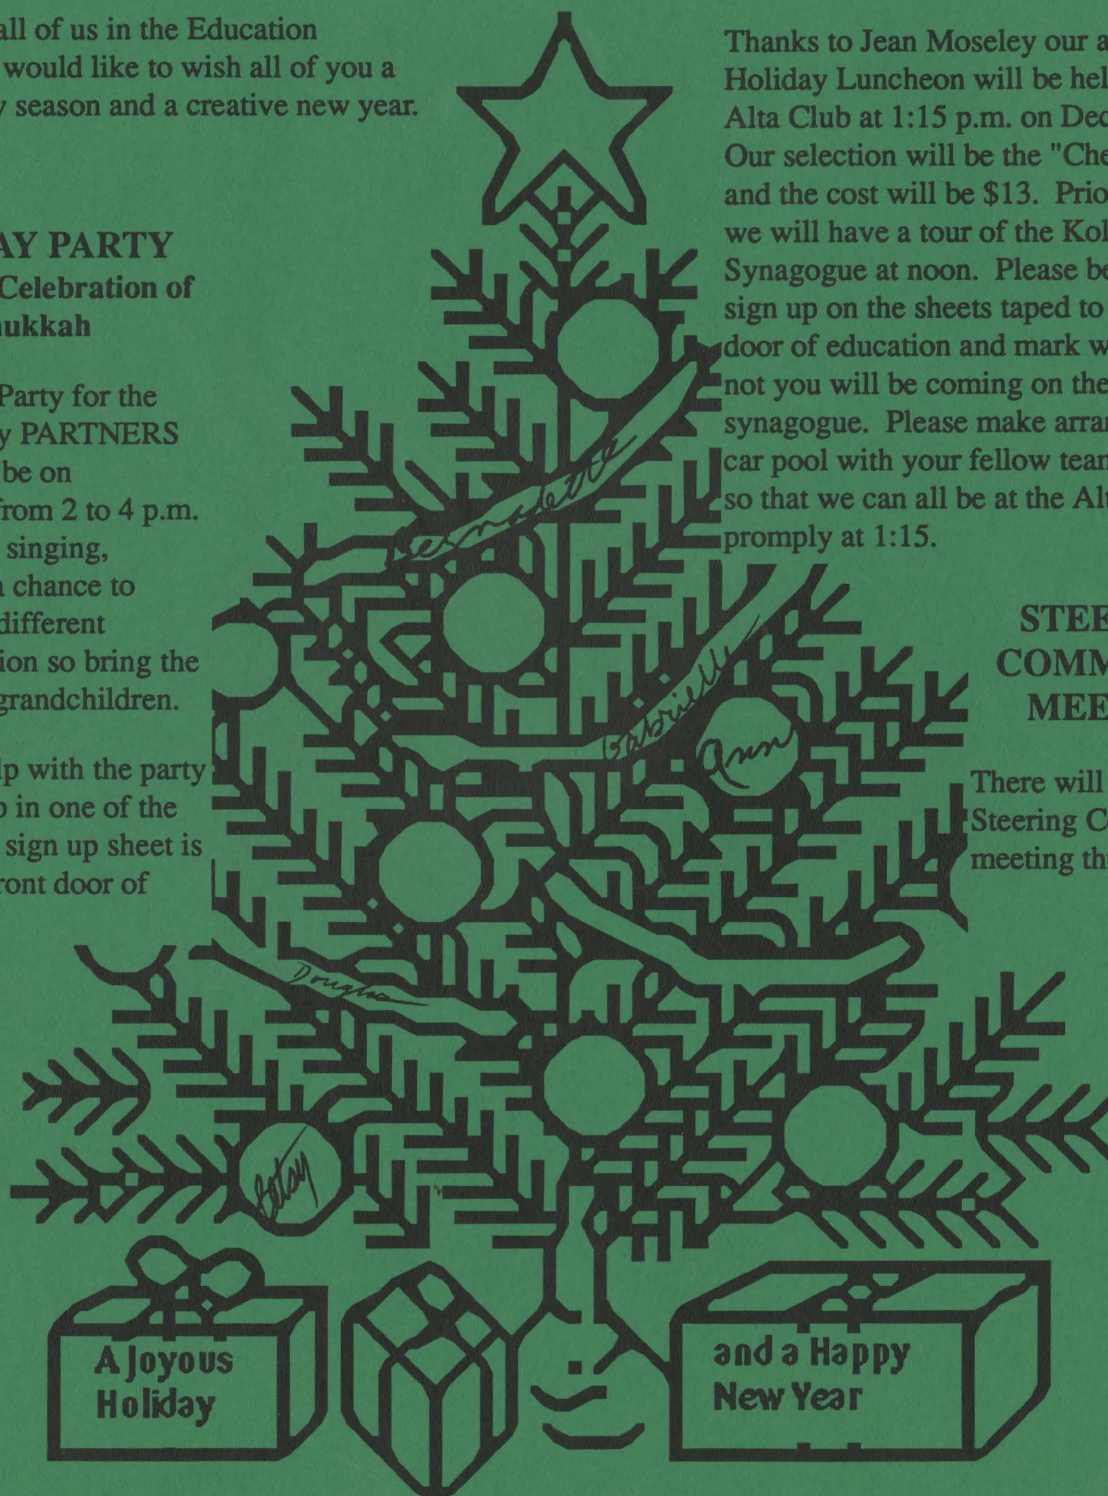 all of us in the Education
would like to wish all of you a
y season and a creative new year.
AY PARTY
Celebration of
nukkah
Party for the
y PARTNERS
be on
from 2 to 4 p.m.
singing,
a chance to
different
tion so bring the
grandchildren.
lp with the party
p in one of the
sign up sheet is
ront door of
Thanks to Jean Moseley our a
Holiday Luncheon will be hel
Alta Club at 1:15 p.m. on Dec
Our selection will be the "Che
and the cost will be $13. Prio
we will have a tour of the Kol
Synagogue at noon. Please be
sign up on the sheets taped to
door of education and mark w
not you will be coming on the
synagogue. Please make arran
car pool with your fellow team
so that we can all be at the Alt
promply at 1:15.
STEE
COMM
MEE
There will
Steering C
meeting th
Bernadette
Gabrielle
Ann
Douglas
Betsy
A Joyous
Holiday
and a Happy
New Year